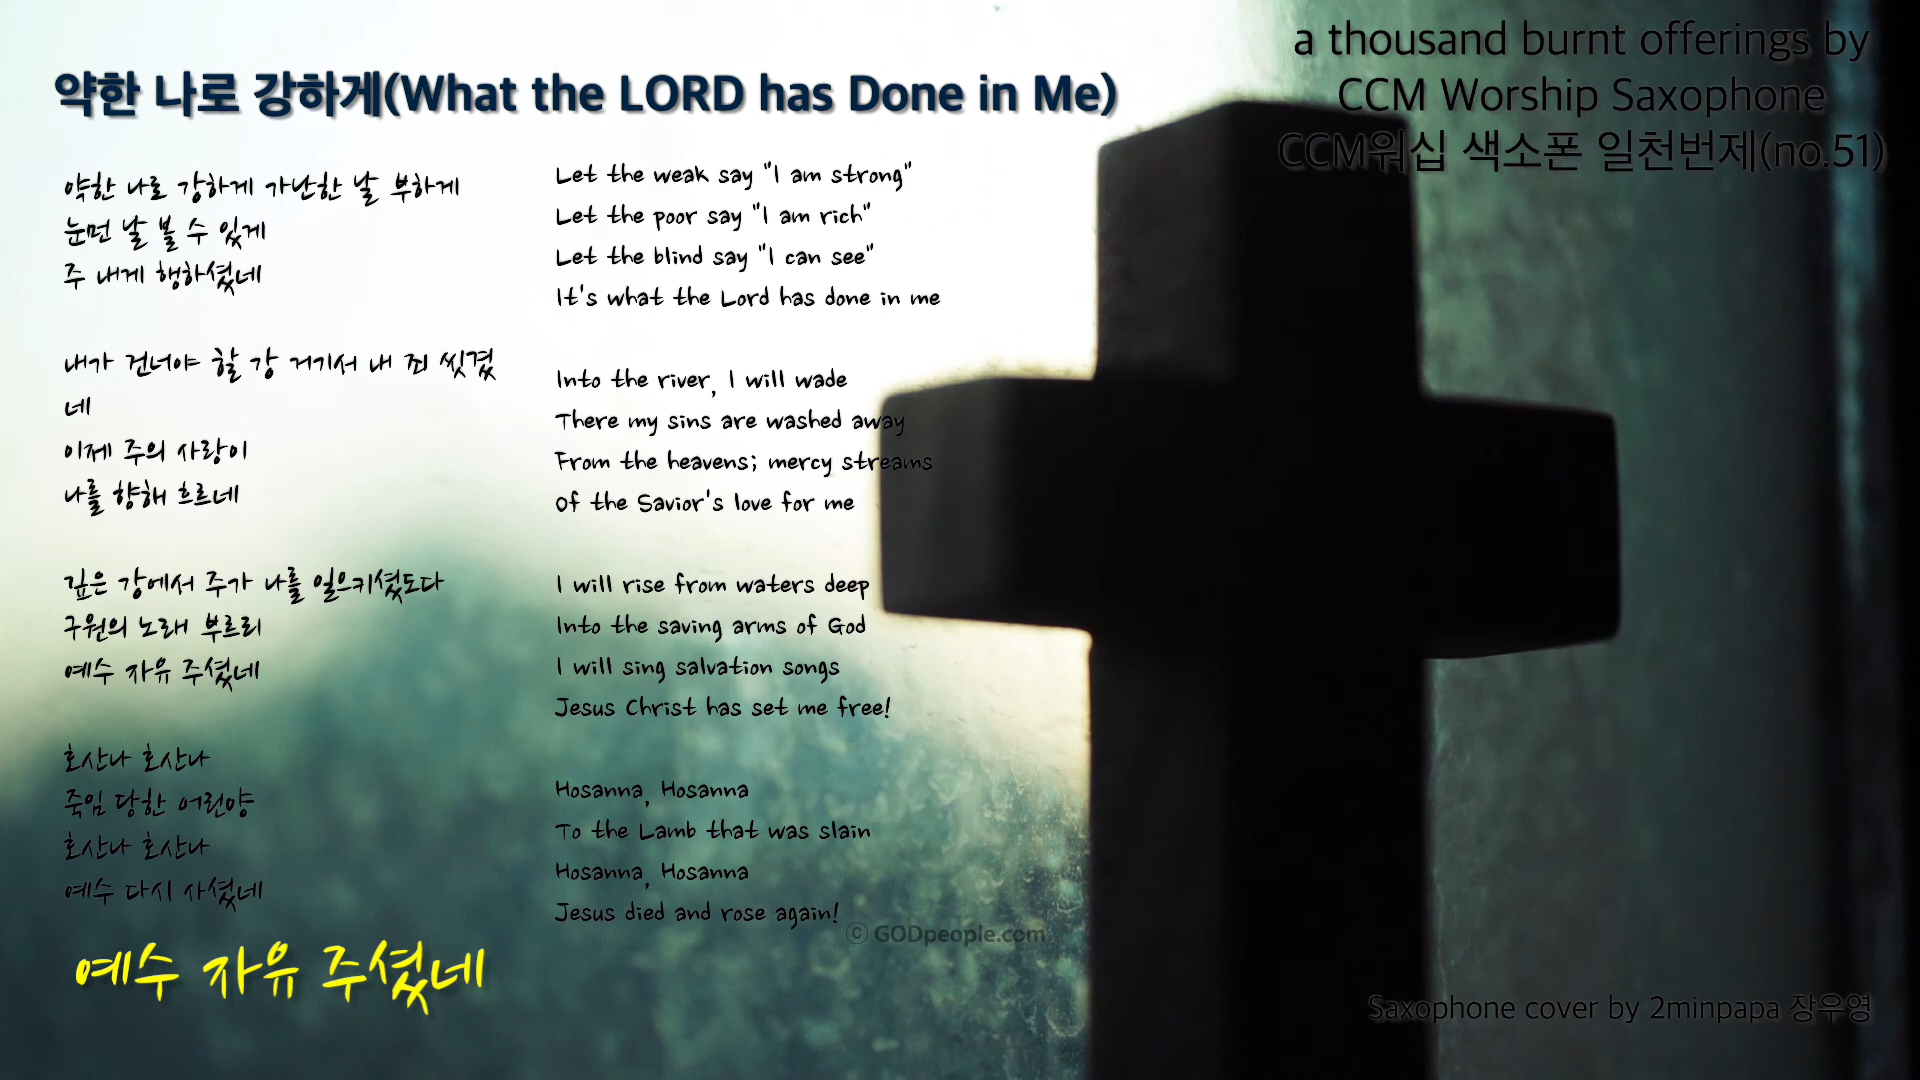 a thousand burnt offerings by
CCM Worship Saxophone
CCM워십 색소폰 일천번제(no.51)
약한 나로 강하게(What the LORD has Done in Me)
약한 나로 강하게 가난한 날 부하게
눈먼 날 볼 수 있게
주 내게 행하셨네
내가 건너야 할 강 거기서 내 죄 씻겼
네
이제 주의 사랑이
나를 향해 흐르네
깊은 강에서 주가 나를 일으키셨도다
구원의 노래 부르리
예수 자유 주셨네
호산나 호산나
죽임 당한 어린양
호산나 호산나
예수 다시 사셨네
Let the weak say "I am strong"
Let the poor say "I am rich"
Let the blind say "I can see"
It's what the Lord has done in me
Into the river, I will wade
There my sins are washed away
From the heavens; mercy streams
Of the Savior's love for me
I will rise from waters deep
Into the saving arms of God
I will sing salvation songs
Jesus Christ has set me free!
Hosanna, Hosanna
To the Lamb that was slain
Hosanna, Hosanna
Jesus died and rose again!
ⓒ GODpeople.com
예수 자유 주셨네
Saxophone cover by 2minpapa 장우영